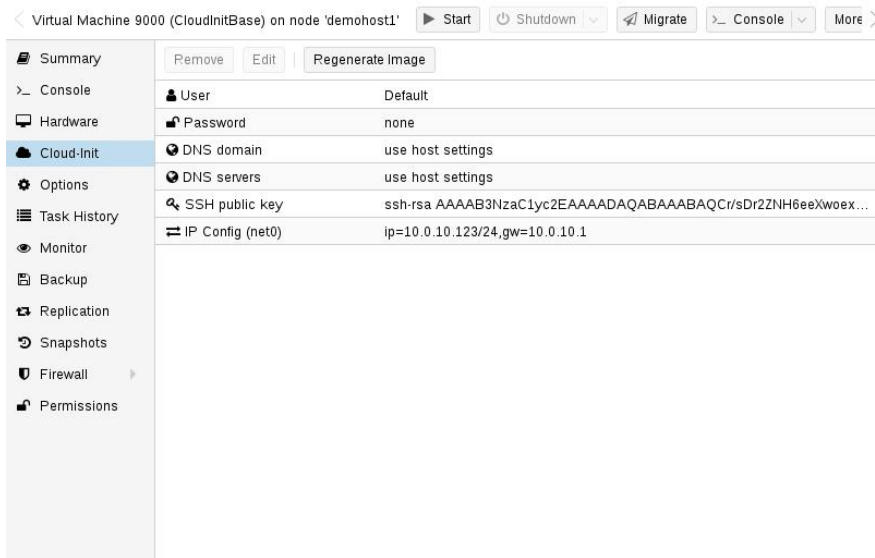 Virtual Machine 9000 (CloudInitBase) on node 'demohost1' Start Shutdown Migrate >_ Console More
Summary
>_ Console
Hardware
Cloud-Init
Options
Task History
Monitor
Backup
Replication
Snapshots
Firewall
Permissions
Remove Edit Regenerate Image
User Default
Password none
DNS domain use host settings
DNS servers use host settings
SSH public key ssh-rsa AAAAB3NzaC1yc2EAAAADAQABAAABAQCr/sDr2ZNH6eeXwoex...
IP Config (net0) ip=10.0.10.123/24,gw=10.0.10.1